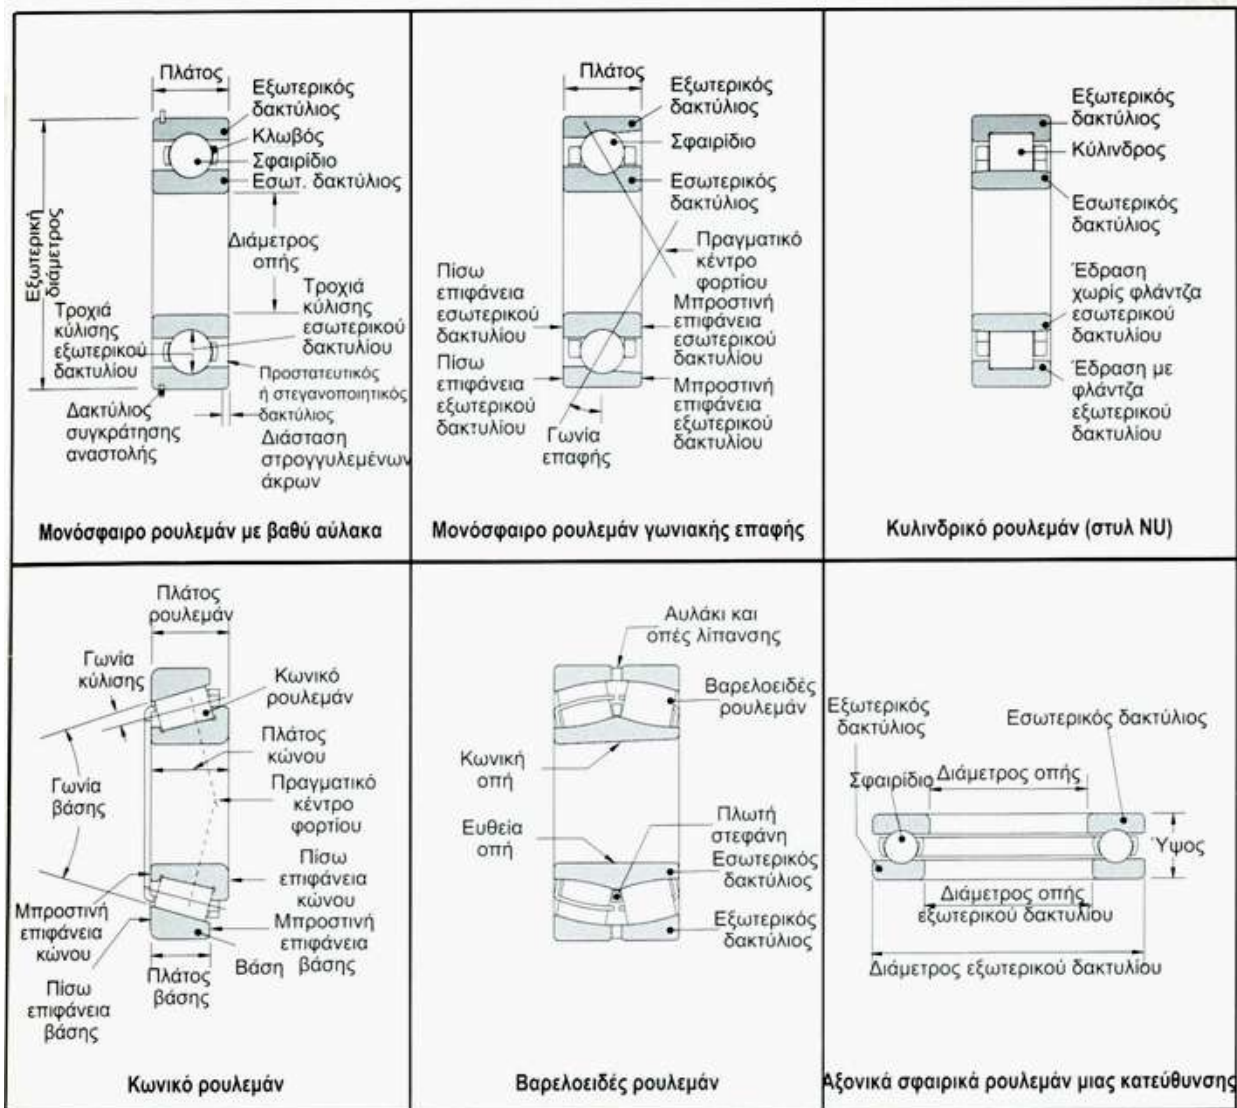 Πλάτος
Εξωτερικός
δακτύλιος
Κλωβός
Σφαιρίδιο
Εσωτ. δακτύλιος
Εξωτερική
διάμετρος
Διάμετρος
οπής
Τροχιά
κύλισης
εξωτερικού
δακτυλίου
Τροχιά
κύλισης
εσωτερικού
δακτυλίου
Προστατευτικός
ή στεγανοποιητικός
δακτύλιος
Δακτύλιος
συγκράτησης
αναστολής
Διάσταση
στρογγυλεμένων
άκρων
Μονόσφαιρο ρουλεμάν με βαθύ αύλακα
Πλάτος
Εξωτερικός
δακτύλιος
Σφαιρίδιο
Εσωτερικός
δακτύλιος
Πραγματικό
κέντρο
φορτίου
Πίσω
επιφάνεια
εσωτερικού
δακτυλίου
Μπροστινή
επιφάνεια
εσωτερικού
δακτυλίου
Πίσω
επιφάνεια
εξωτερικού
δακτυλίου
Μπροστινή
επιφάνεια
εξωτερικού
δακτυλίου
Γωνία
επαφής
Μονόσφαιρο ρουλεμάν γωνιακής επαφής
Εξωτερικός
δακτύλιος
Κύλινδρος
Εσωτερικός
δακτύλιος
Έδραση
χωρίς φλάντζα
εσωτερικού
δακτυλίου
Έδραση με
φλάντζα
εξωτερικού
δακτυλίου
Κυλινδρικό ρουλεμάν (στυλ NU)
Πλάτος
ρουλεμάν
Γωνία
κύλισης
Κωνικό
ρουλεμάν
Πλάτος
κώνου
Γωνία
βάσης
Πραγματικό
κέντρο
φορτίου
Πίσω
επιφάνεια
κώνου
Μπροστινή
επιφάνεια
κώνου
Μπροστινή
επιφάνεια
βάσης
Βάση
Πλάτος
βάσης
Πίσω
επιφάνεια
βάσης
Κωνικό ρουλεμάν
Αυλάκι και
οπές λίπανσης
Βαρελοειδές
ρουλεμάν
Κωνική
οπή
Πλωτή
στεφάνη
Ευθεία
οπή
Εσωτερικός
δακτύλιος
Εξωτερικός
δακτύλιος
Βαρελοειδές ρουλεμάν
Εξωτερικός
δακτύλιος
Εσωτερικός δακτύλιος
Σφαιρίδιο
Διάμετρος οπής
Ύψος
Διάμετρος οπής
εξωτερικού δακτυλίου
Διάμετρος εξωτερικού δακτυλίου
Αξονικά σφαιρικά ρουλεμάν μιας κατεύθυνσης